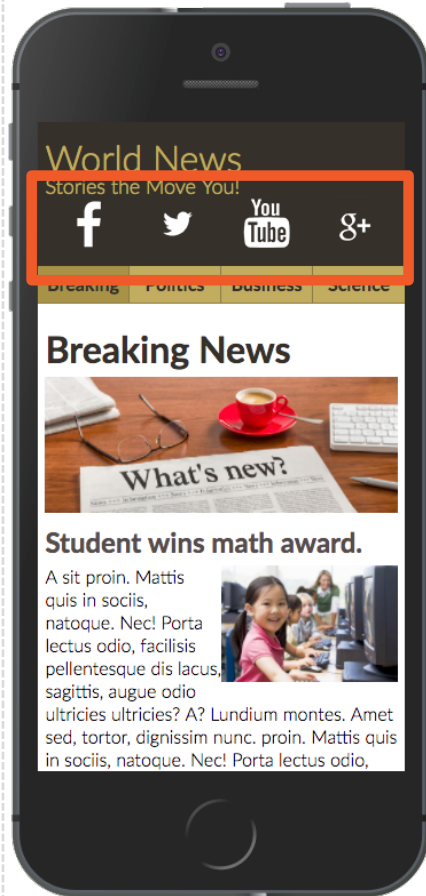 World News
Stories the Move You!
f
You
Tube
g+
Breaking Politics Business Science
Breaking News
What's new?
Student wins math award.
A sit proin. Mattis
quis in sociis,
natoque. Nec! Porta
lectus odio, facilisis
pellentesque dis lacus,
sagittis, augue odio
ultricies ultricies? A? Lundium montes. Amet
sed, tortor, dignissim nunc. proin. Mattis quis
in sociis, natoque. Nec! Porta lectus odio,